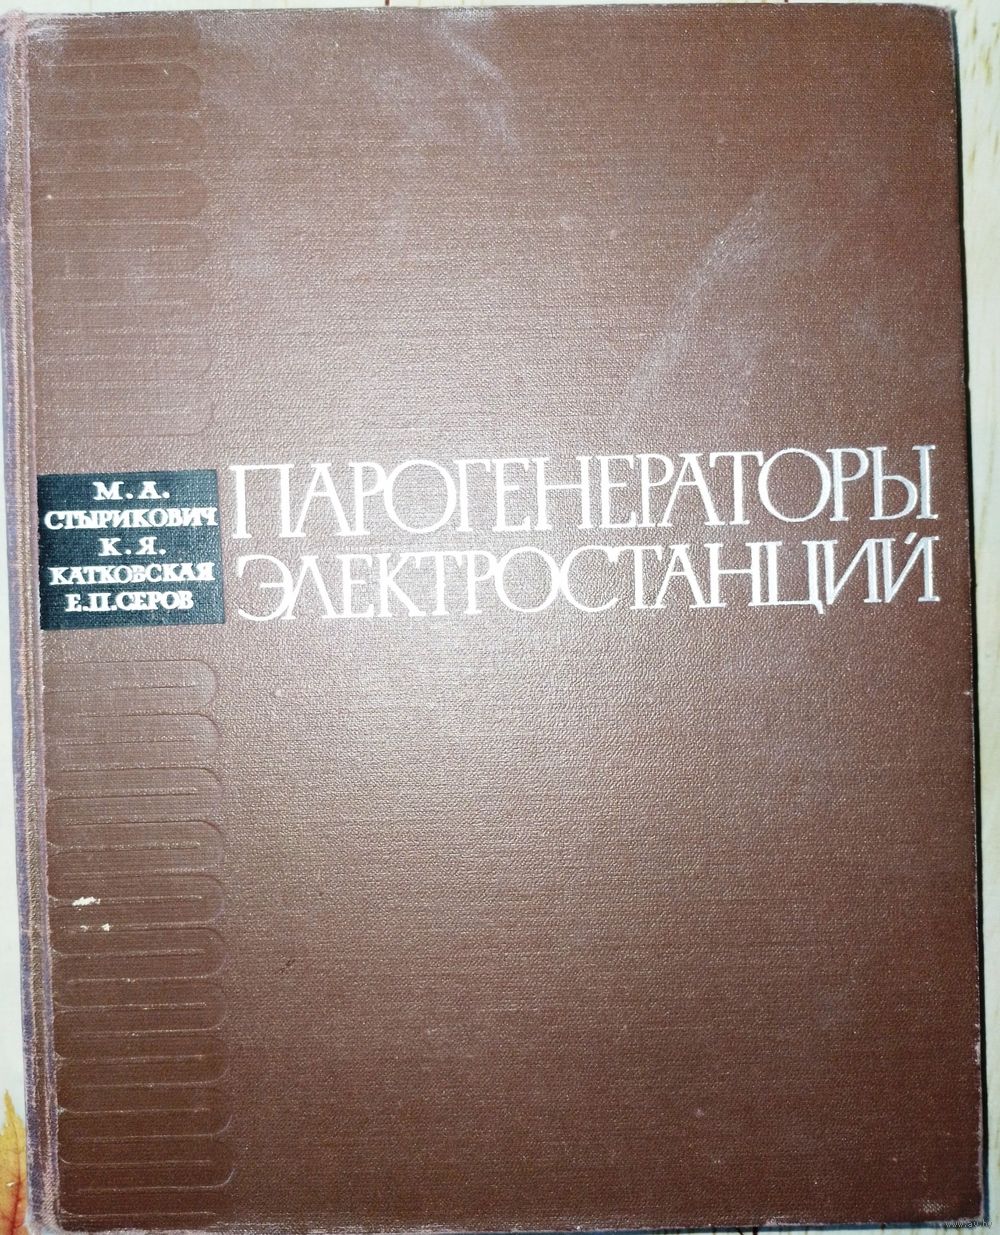 М. А.
СТЫРИКОВИЧ
К. Я.
КАТКОВСКАЯ
Е. П. СЕРОВ
ПАРОГЕНЕРАТОРЫ
ЭЛЕКТРОСТАНЦИЙ